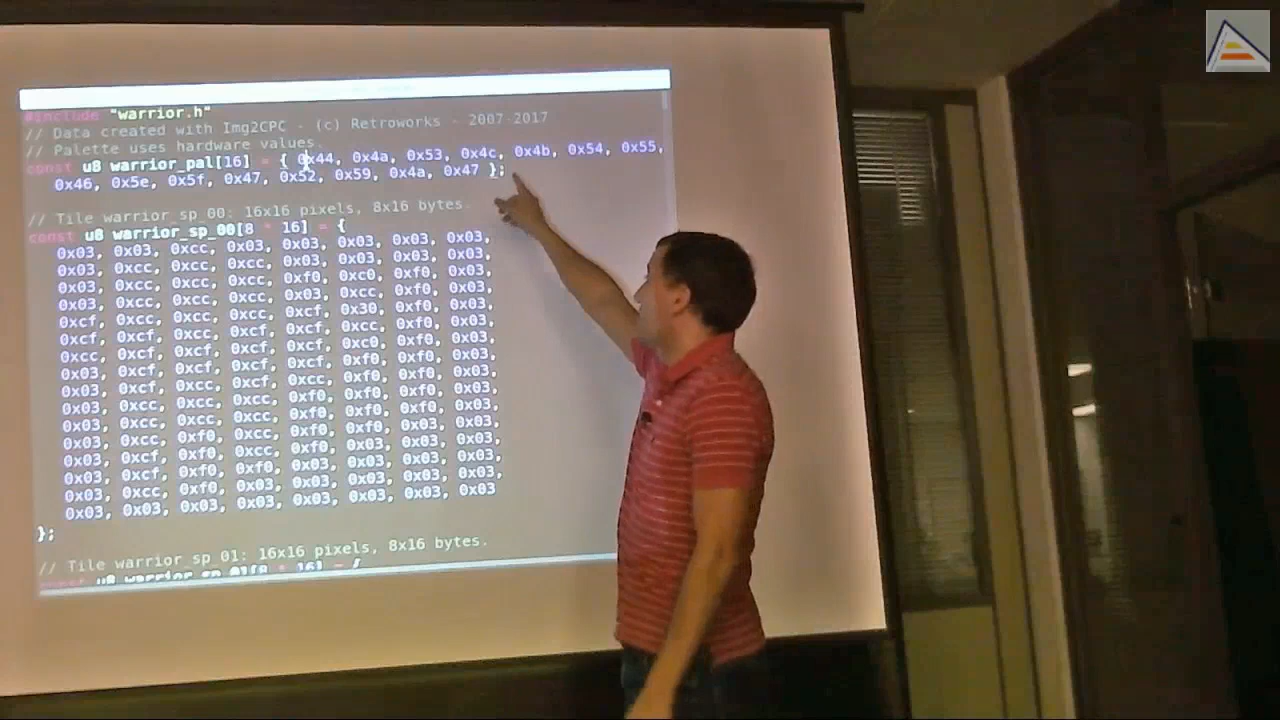 #include "warrior.h"
// Data created with Img2CPC - (c) Retroworks - 2007-2017
// Palette uses hardware values.
const u8 warrior_pal[16] = { 0x44, 0x4a, 0x53, 0x4c, 0x4b, 0x54, 0x55,
0x46, 0x5e, 0x5f, 0x47, 0x52, 0x59, 0x4a, 0x47 };
// Tile warrior_sp_00: 16x16 pixels, 8x16 bytes.
const u8 warrior_sp_00[8 * 16] = {
0x03, 0x03, 0xcc, 0x03, 0x03, 0x03, 0x03, 0x03,
0x03, 0xcc, 0xcc, 0xcc, 0x03, 0x03, 0x03, 0x03,
0x03, 0xcc, 0xcc, 0xcc, 0xf0, 0xc0, 0xf0, 0x03,
0x03, 0xcc, 0xcc, 0xcc, 0x03, 0xcc, 0xf0, 0x03,
0xcf, 0xcc, 0xcc, 0xcc, 0xcf, 0x30, 0xf0, 0x03,
0xcf, 0xcc, 0xcc, 0xcf, 0xcf, 0xcc, 0xf0, 0x03,
0xcc, 0xcf, 0xcf, 0xcf, 0xcf, 0xc0, 0xf0, 0x03,
0x03, 0xcf, 0xcc, 0xcf, 0xcf, 0xf0, 0xf0, 0x03,
0x03, 0xcf, 0xcc, 0xcc, 0xcc, 0xf0, 0xf0, 0x03,
0x03, 0xcc, 0xcc, 0xcc, 0xf0, 0xf0, 0xf0, 0x03,
0x03, 0xcc, 0xcc, 0xcc, 0xf0, 0xf0, 0xf0, 0x03,
0x03, 0xcc, 0xf0, 0xcc, 0xf0, 0xf0, 0x03, 0x03,
0x03, 0xcf, 0xf0, 0xcc, 0xf0, 0x03, 0x03, 0x03,
0x03, 0xcf, 0xf0, 0xf0, 0x03, 0x03, 0x03, 0x03,
0x03, 0xcc, 0xf0, 0x03, 0x03, 0x03, 0x03, 0x03,
0x03, 0x03, 0x03, 0x03, 0x03, 0x03, 0x03, 0x03
};
// Tile warrior_sp_01: 16x16 pixels, 8x16 bytes.
const u8 warrior_sp_01[8 * 16] = {